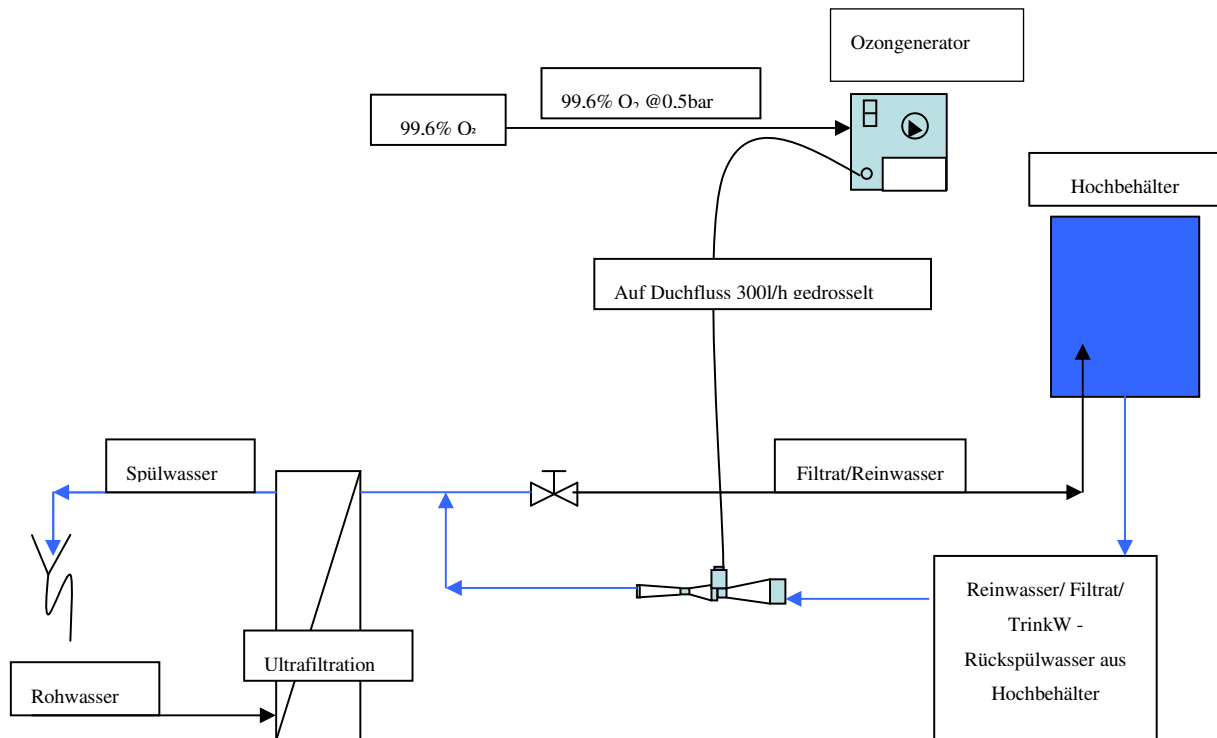 Ozongenerator
99.6% O₂ @0.5bar
99.6% O₂
Hochbehälter
Auf Duchfluss 300l/h gedrosselt
Spülwasser
Filtrat/Reinwasser
Reinwasser/ Filtrat/
TrinkW -
Rückspülwasser aus
Hochbehälter
Ultrafiltration
Rohwasser